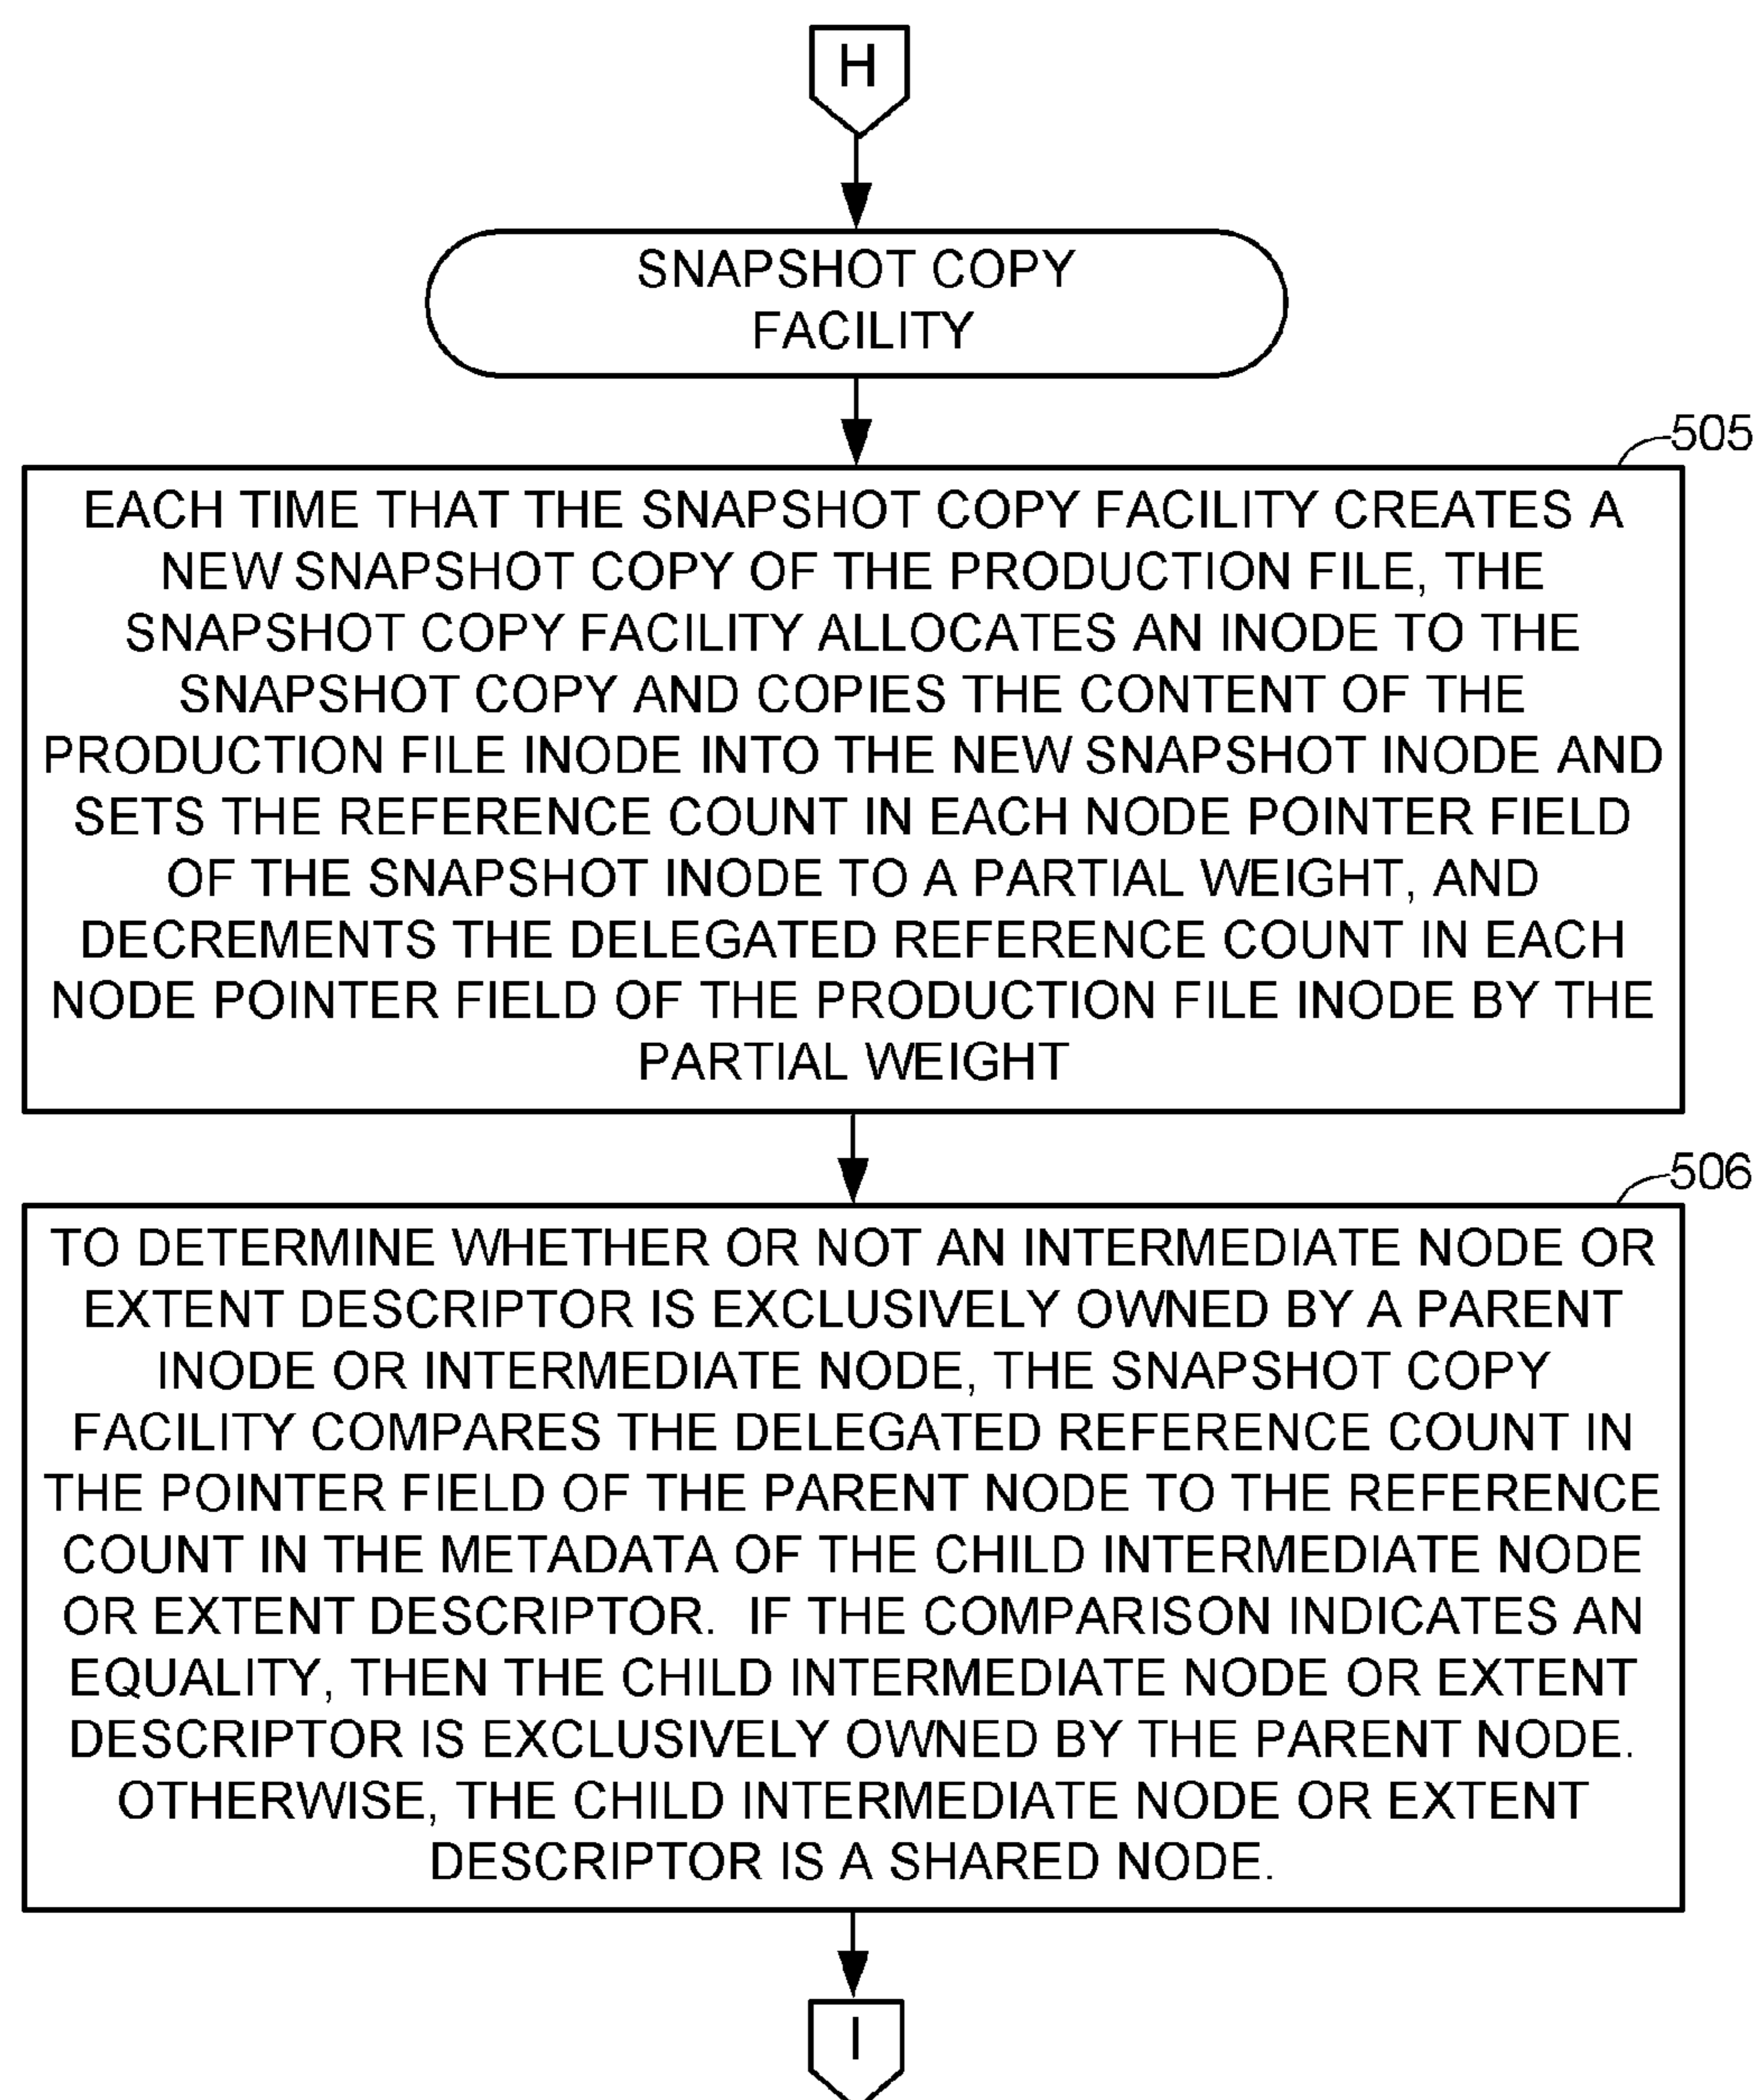 H
SNAPSHOT COPY
FACILITY
505
EACH TIME THAT THE SNAPSHOT COPY FACILITY CREATES A
NEW SNAPSHOT COPY OF THE PRODUCTION FILE, THE
SNAPSHOT COPY FACILITY ALLOCATES AN INODE TO THE
SNAPSHOT COPY AND COPIES THE CONTENT OF THE
PRODUCTION FILE INODE INTO THE NEW SNAPSHOT INODE AND
SETS THE REFERENCE COUNT IN EACH NODE POINTER FIELD
OF THE SNAPSHOT INODE TO A PARTIAL WEIGHT, AND
DECREMENTS THE DELEGATED REFERENCE COUNT IN EACH
NODE POINTER FIELD OF THE PRODUCTION FILE INODE BY THE
PARTIAL WEIGHT
506
TO DETERMINE WHETHER OR NOT AN INTERMEDIATE NODE OR
EXTENT DESCRIPTOR IS EXCLUSIVELY OWNED BY A PARENT
INODE OR INTERMEDIATE NODE, THE SNAPSHOT COPY
FACILITY COMPARES THE DELEGATED REFERENCE COUNT IN
THE POINTER FIELD OF THE PARENT NODE TO THE REFERENCE
COUNT IN THE METADATA OF THE CHILD INTERMEDIATE NODE
OR EXTENT DESCRIPTOR.  IF THE COMPARISON INDICATES AN
EQUALITY, THEN THE CHILD INTERMEDIATE NODE OR EXTENT
DESCRIPTOR IS EXCLUSIVELY OWNED BY THE PARENT NODE.
OTHERWISE, THE CHILD INTERMEDIATE NODE OR EXTENT
DESCRIPTOR IS A SHARED NODE.
I